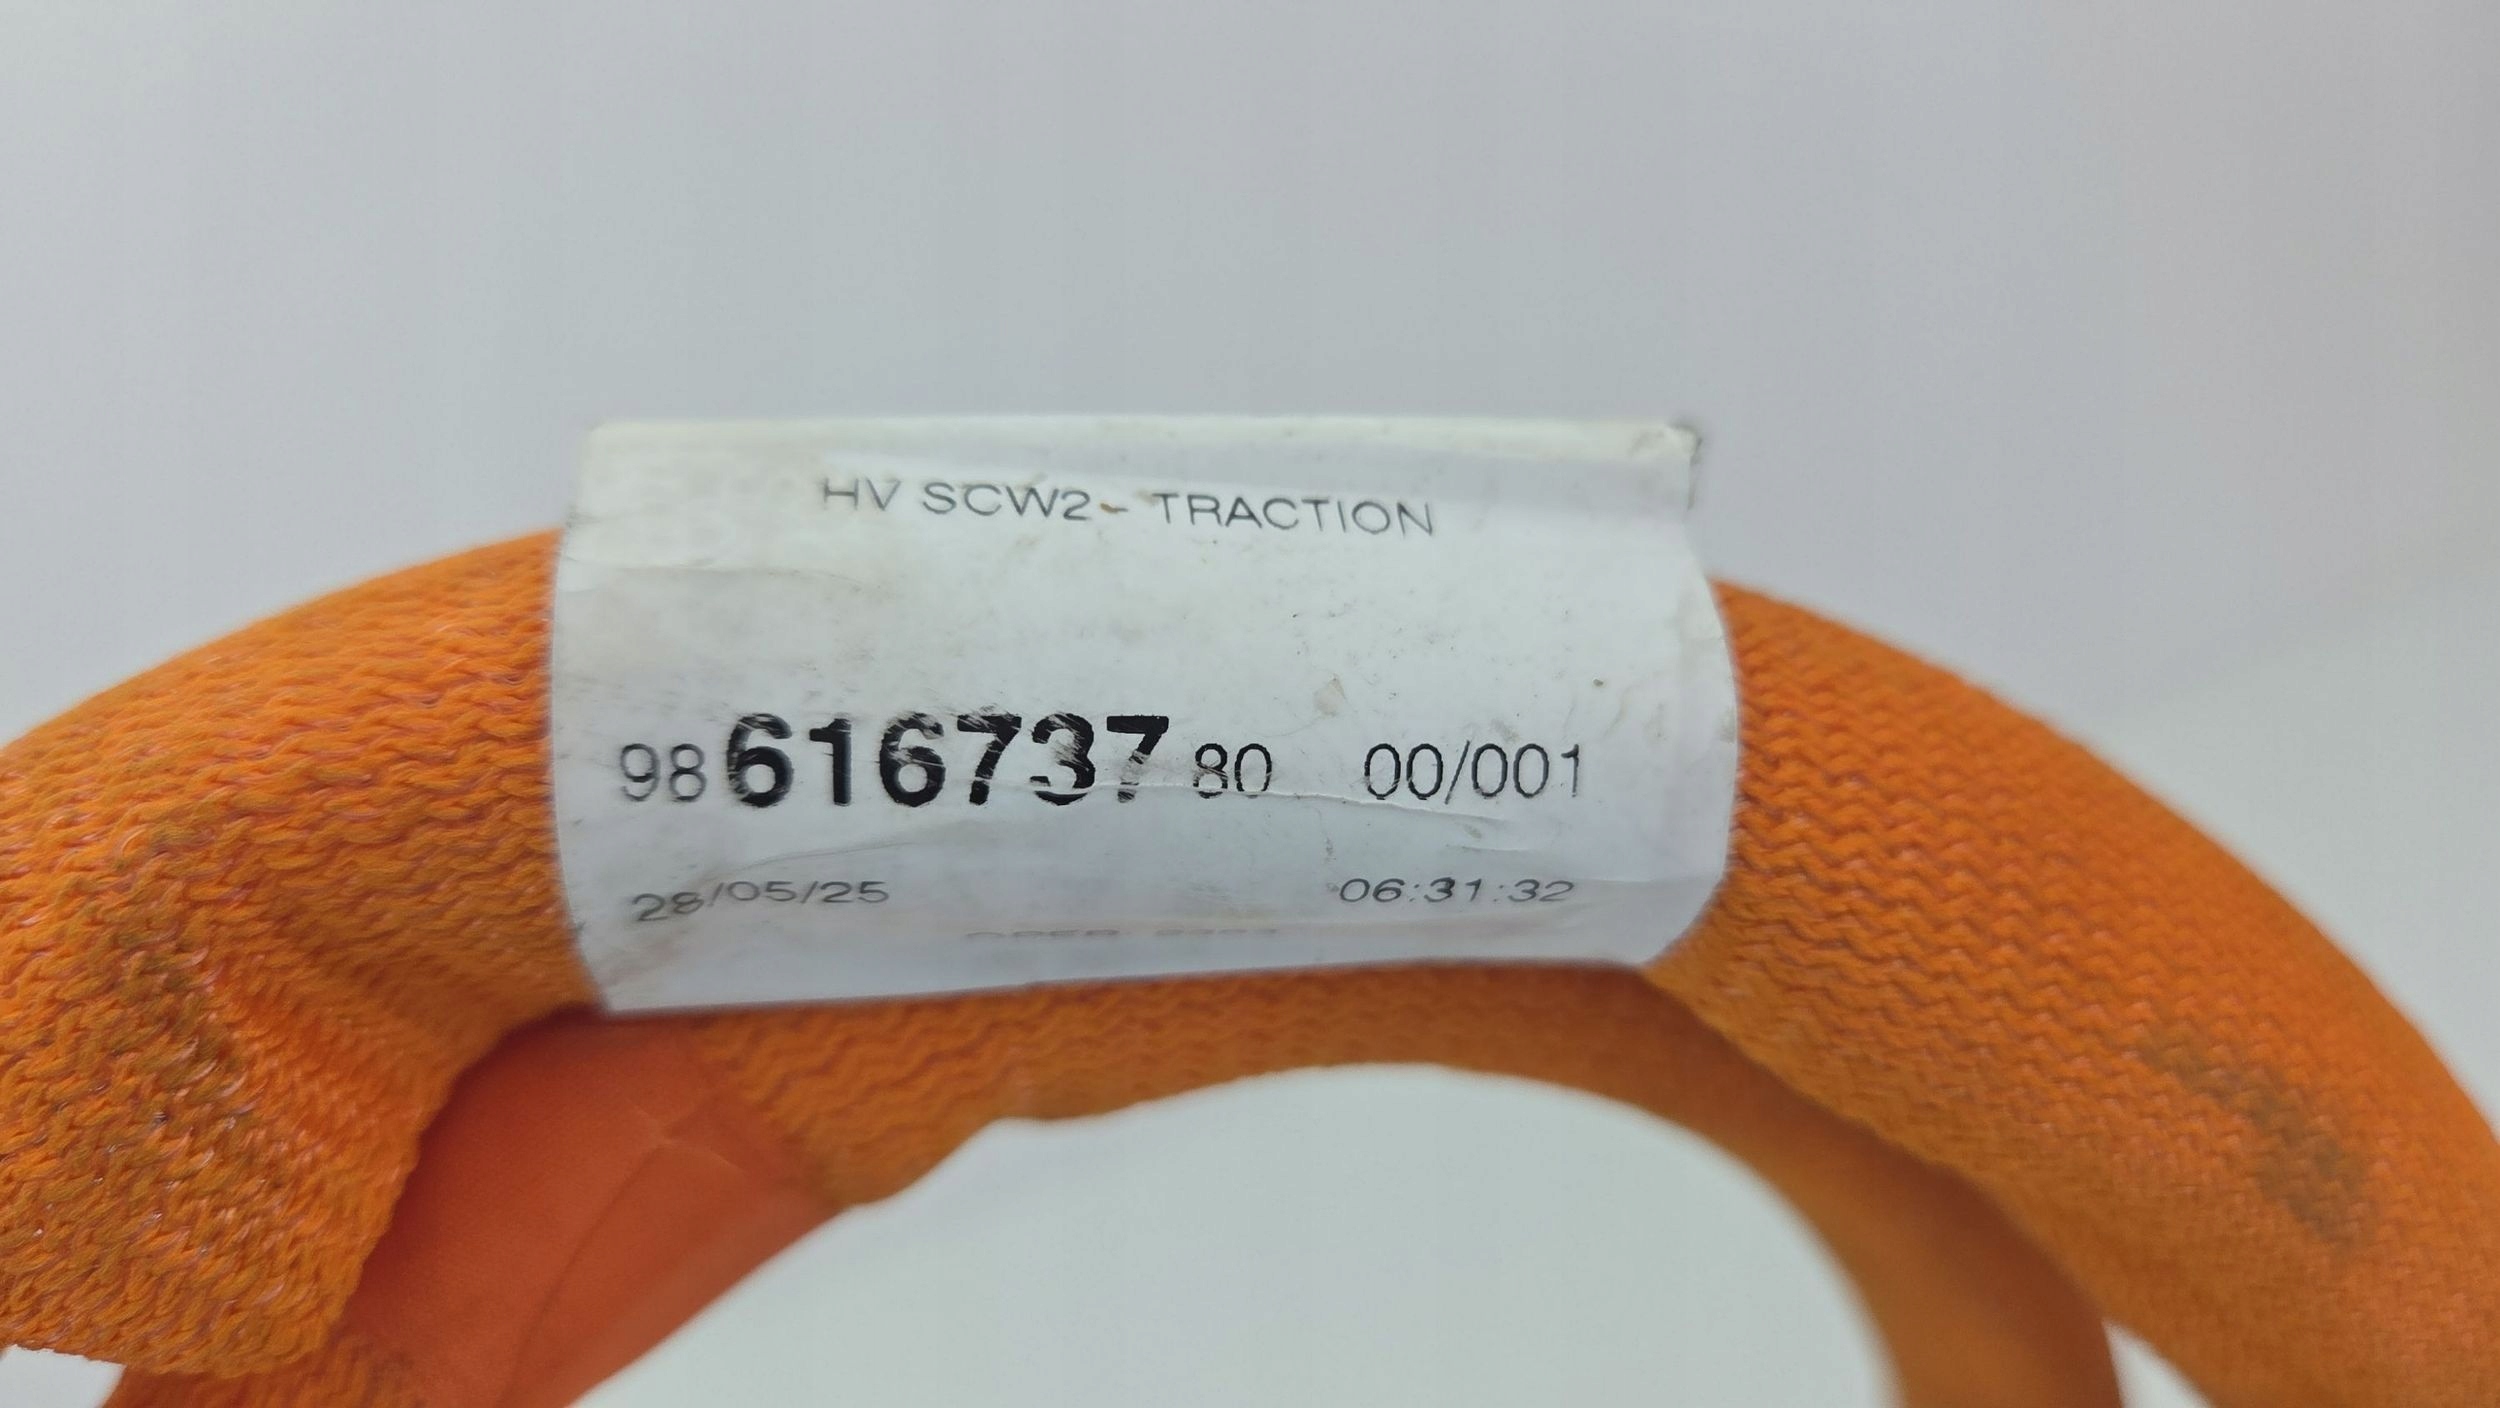 HV SCW2 - TRACTION
98 616737 80 00/001
28/05/25 06:31:32